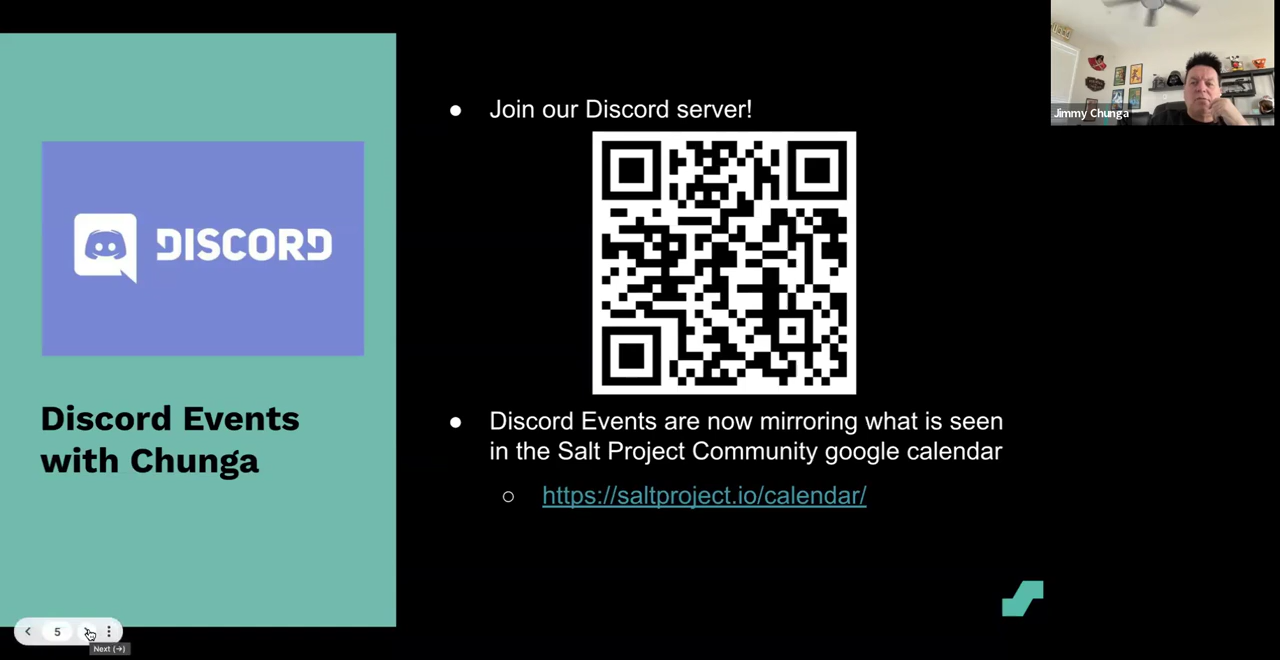 Join our Discord server!
Jimmy Chunga
DISCORD
Discord Events
with Chunga
Discord Events are now mirroring what is seen
in the Salt Project Community google calendar
https://saltproject.io/calendar/
5
Next (→)